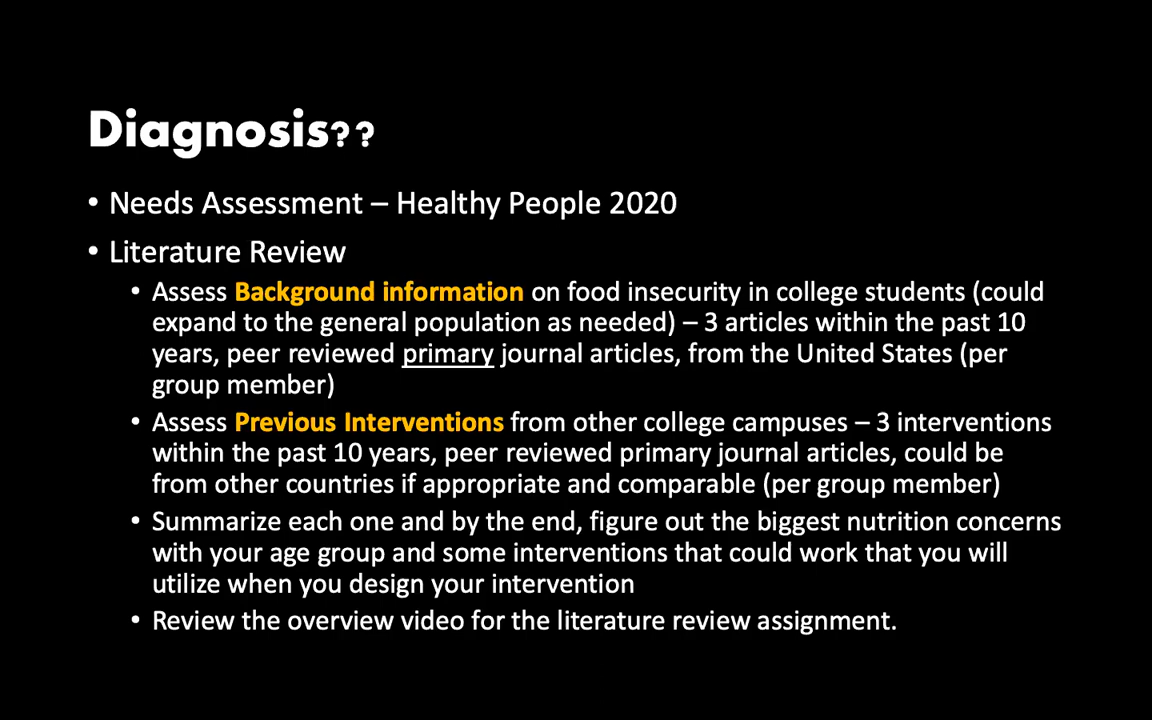 Diagnosis??
• Needs Assessment – Healthy People 2020
• Literature Review
• Assess Background information on food insecurity in college students (could
expand to the general population as needed) – 3 articles within the past 10
years, peer reviewed primary journal articles, from the United States (per
group member)
• Assess Previous Interventions from other college campuses – 3 interventions
within the past 10 years, peer reviewed primary journal articles, could be
from other countries if appropriate and comparable (per group member)
• Summarize each one and by the end, figure out the biggest nutrition concerns
with your age group and some interventions that could work that you will
utilize when you design your intervention
• Review the overview video for the literature review assignment.